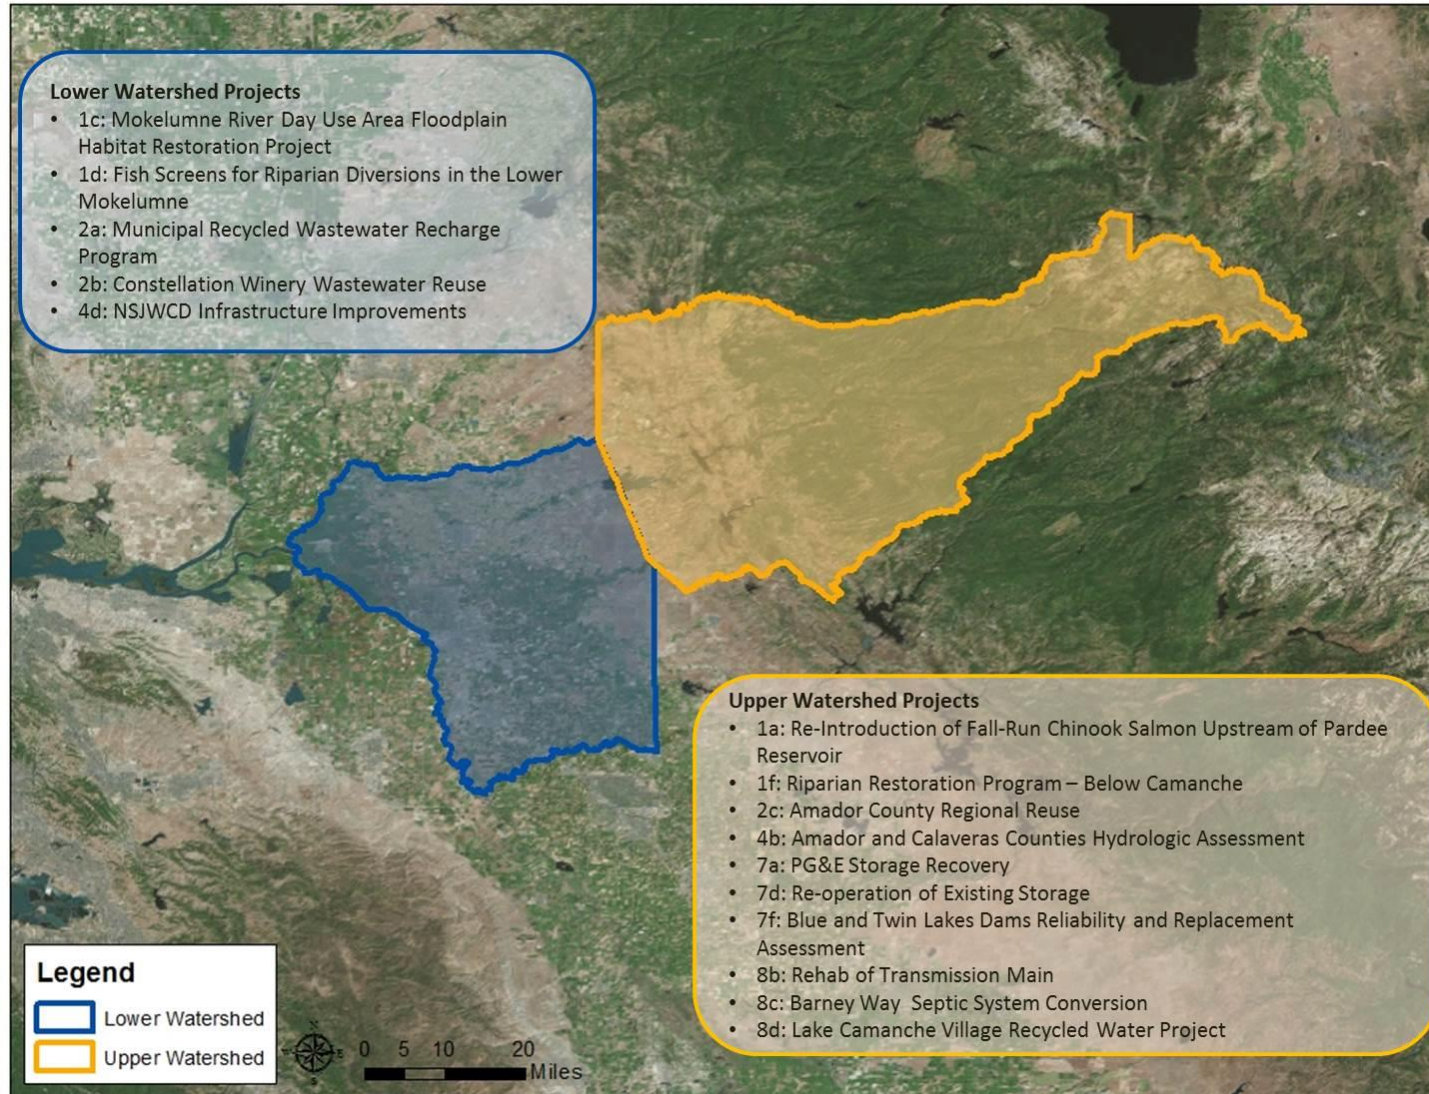 Lower Watershed Projects
• 1c: Mokelumne River Day Use Area Floodplain
Habitat Restoration Project
• 1d: Fish Screens for Riparian Diversions in the Lower
Mokelumne
• 2a: Municipal Recycled Wastewater Recharge
Program
• 2b: Constellation Winery Wastewater Reuse
• 4d: NSJWCD Infrastructure Improvements
Upper Watershed Projects
• 1a: Re-Introduction of Fall-Run Chinook Salmon Upstream of Pardee
Reservoir
• 1f: Riparian Restoration Program – Below Camanche
• 2c: Amador County Regional Reuse
• 4b: Amador and Calaveras Counties Hydrologic Assessment
• 7a: PG&E Storage Recovery
• 7d: Re-operation of Existing Storage
• 7f: Blue and Twin Lakes Dams Reliability and Replacement
Assessment
• 8b: Rehab of Transmission Main
• 8c: Barney Way Septic System Conversion
• 8d: Lake Camanche Village Recycled Water Project
Legend
Lower Watershed
Upper Watershed
N
E
S
W
0 5 10 20
Miles